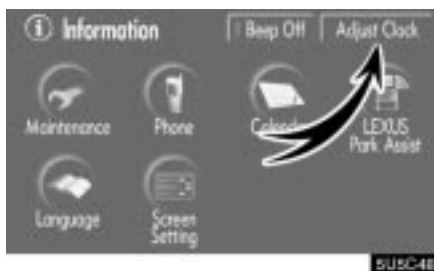 i Information Beep Off Adjust Clock
Maintenance Phone Calendar LEXUS
Park Assist
Language Screen
Setting
5U5C48